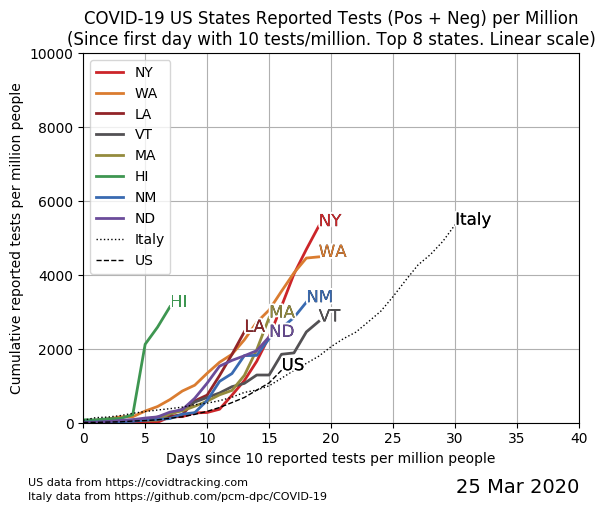 COVID-19 US States Reported Tests (Pos + Neg) per Million
(Since first day with 10 tests/million. Top 8 states. Linear scale)
Cumulative reported tests per million people
10000
8000
6000
4000
2000
0
NY
WA
LA
VT
MA
HI
NM
ND
Italy
US
NY
Italy
WA
HI
NM
MA
VT
LA
ND
US
0 5 10 15 20 25 30 35 40
Days since 10 reported tests per million people
US data from https://covidtracking.com
Italy data from https://github.com/pcm-dpc/COVID-19
25 Mar 2020